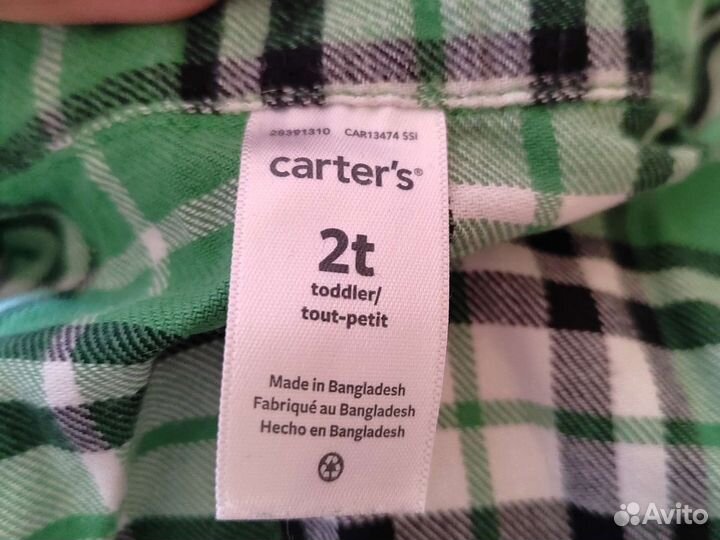 28391310 CAR13474 SSI
carter's®
2t
toddler/
tout-petit
Made in Bangladesh
Fabriqué au Bangladesh
Hecho en Bangladesh
Avito